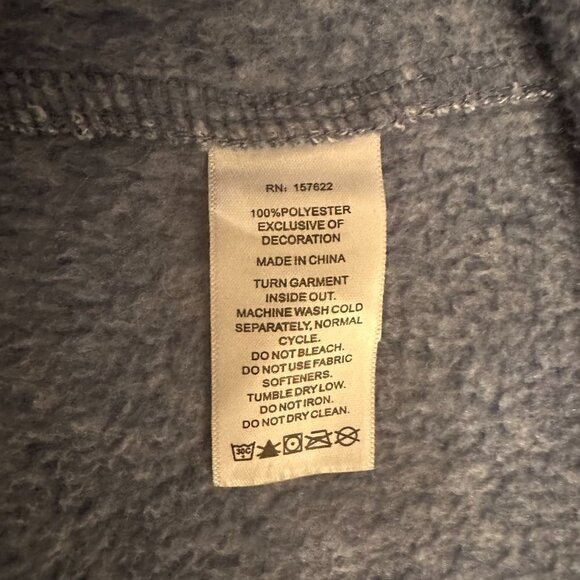 RN: 157622
100%POLYESTER
EXCLUSIVE OF
DECORATION
MADE IN CHINA
TURN GARMENT
INSIDE OUT.
MACHINE WASH COLD
SEPARATELY, NORMAL
CYCLE.
DO NOT BLEACH.
DO NOT USE FABRIC
SOFTENERS.
TUMBLE DRY LOW.
DO NOT IRON.
DO NOT DRY CLEAN.
30C